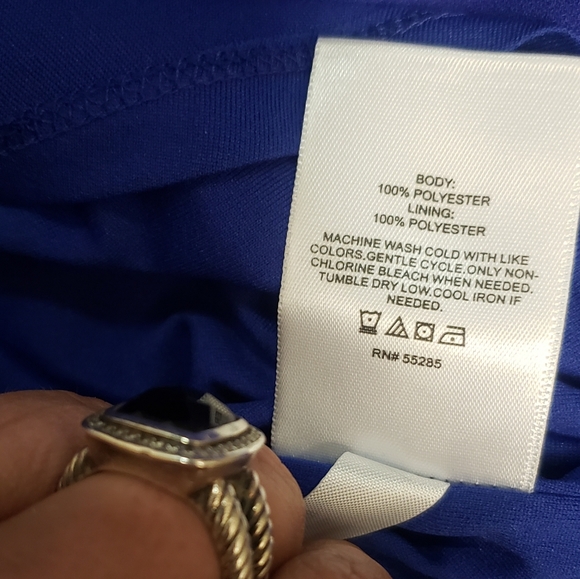 BODY:
100% POLYESTER
LINING:
100% POLYESTER
MACHINE WASH COLD WITH LIKE
COLORS.GENTLE CYCLE.ONLY NON-
CHLORINE BLEACH WHEN NEEDED.
TUMBLE DRY LOW.COOL IRON IF
NEEDED.
RN# 55285